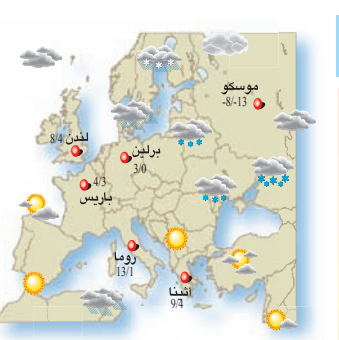 موسكو
-8/-13
لندن 8/4
برلين
3/0
4/3
باريس
روما
13/1
أثينا
9/4